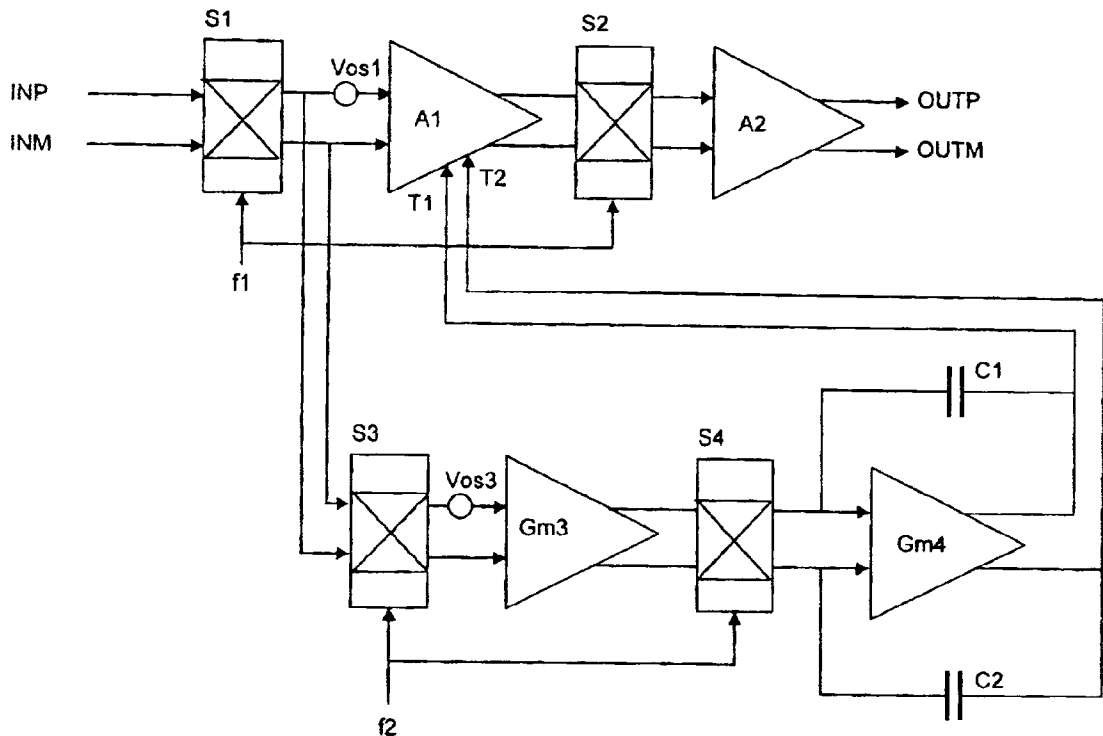 S1
S2
Vos1
INP
INM
A1
A2
OUTP
OUTM
T1
T2
f1
C1
S3
S4
Vos3
Gm3
Gm4
C2
f2